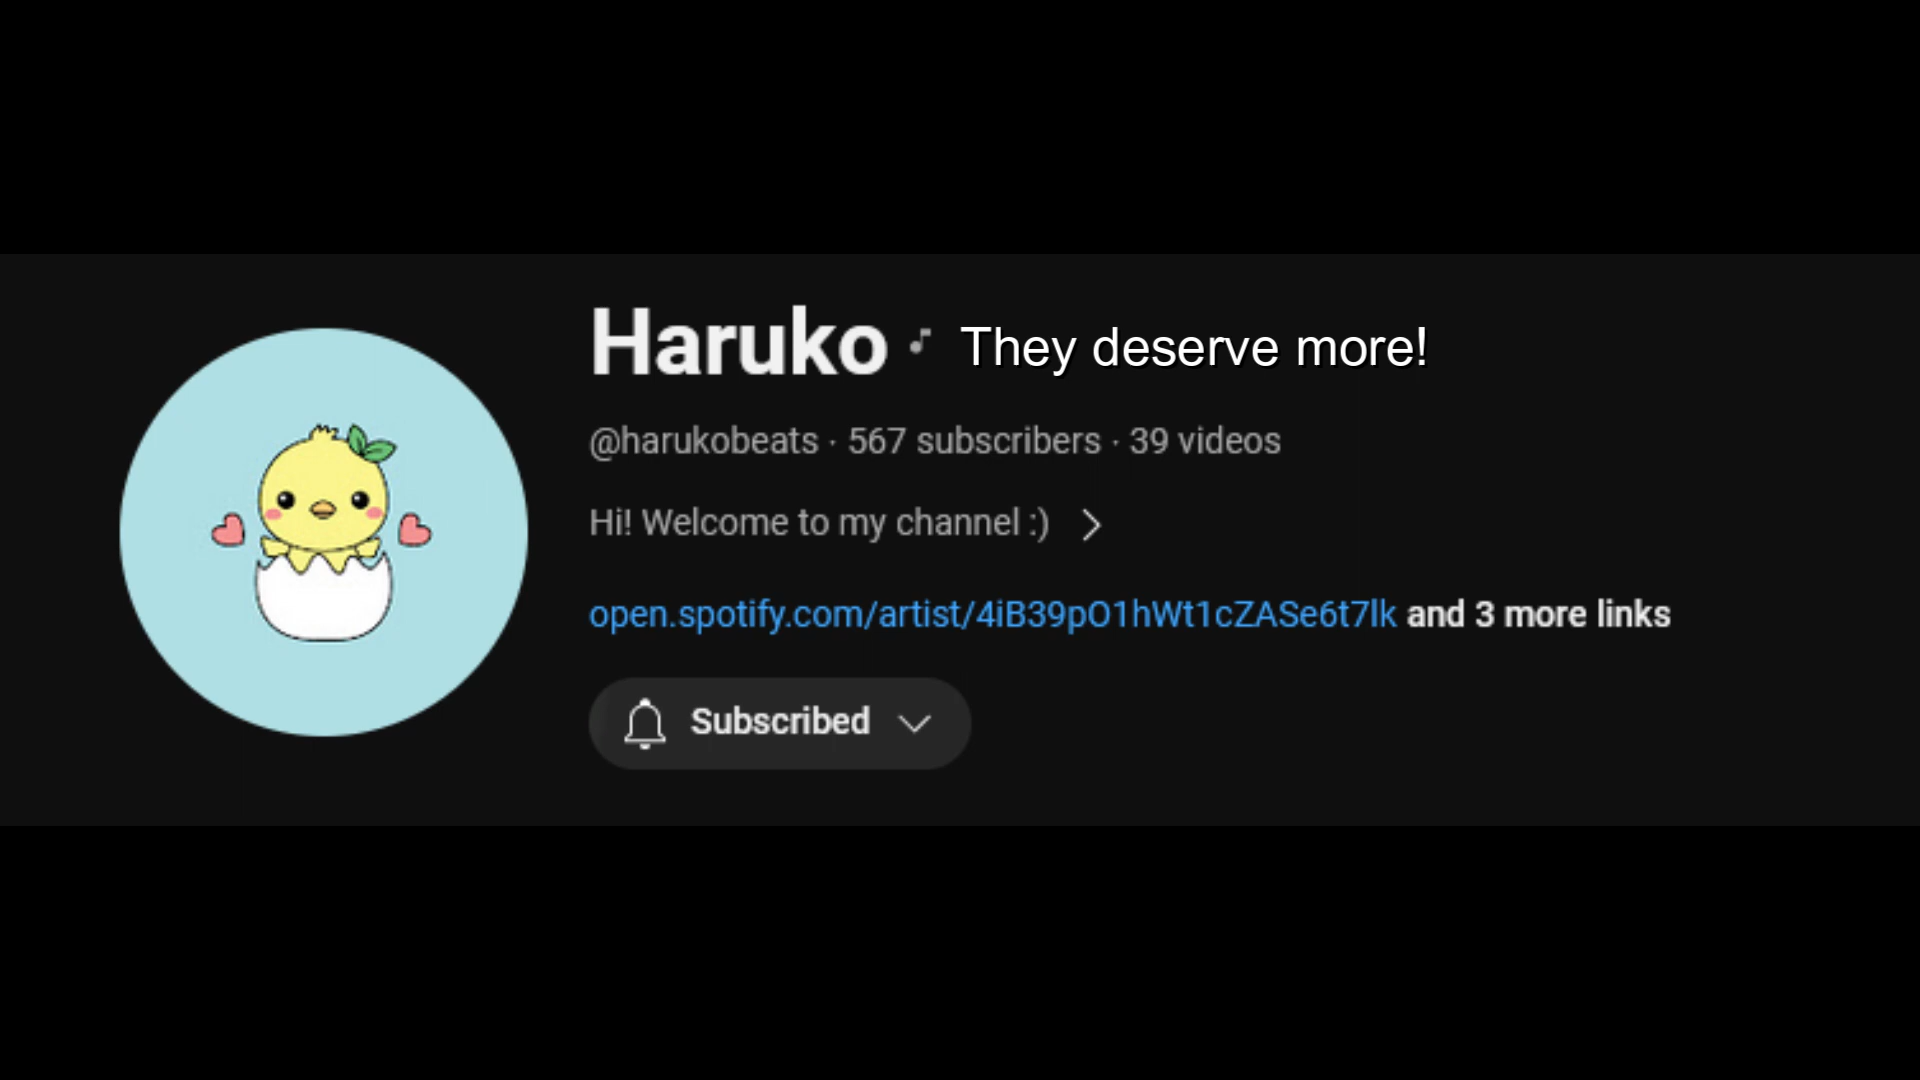 Haruko They deserve more!
@harukobeats · 567 subscribers · 39 videos
Hi! Welcome to my channel :)
open.spotify.com/artist/4iB39pO1hWt1cZASe6t7lk and 3 more links
Subscribed